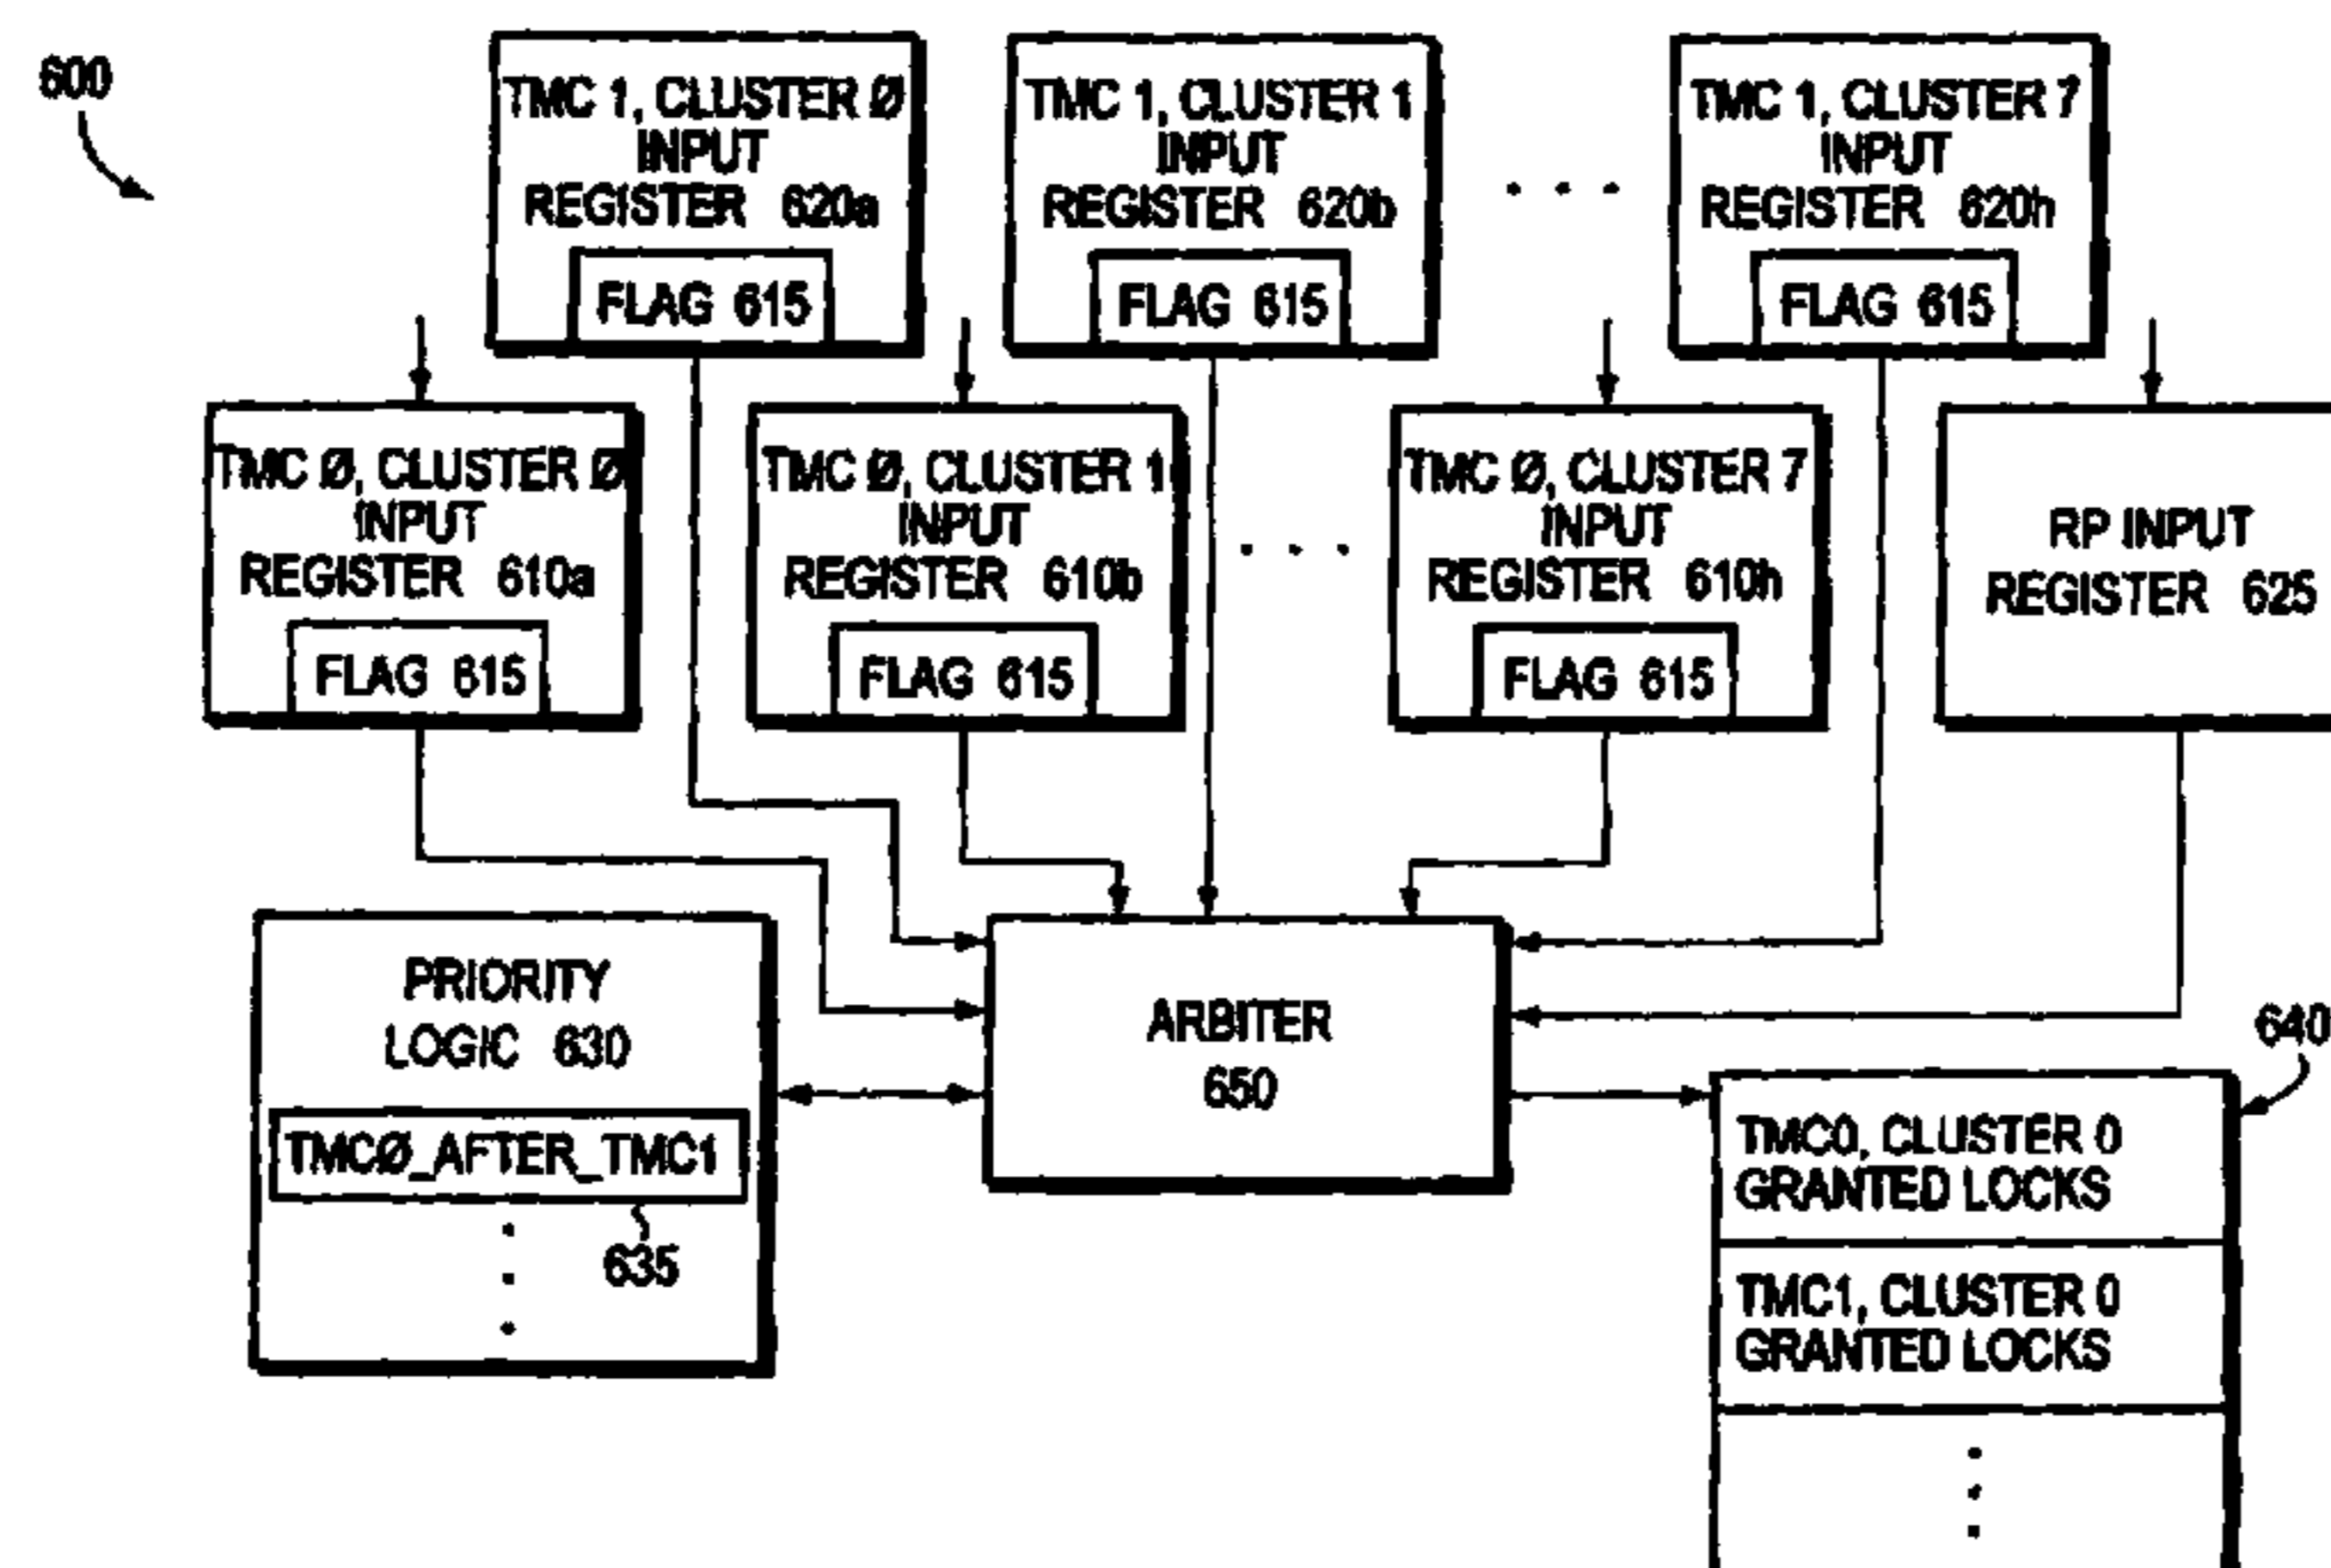 600
TMC 1, CLUSTER Ø
INPUT
REGISTER 620a
FLAG 615
TMC 1, CLUSTER 1
INPUT
REGISTER 620b
FLAG 615
. . .
TMC 1, CLUSTER 7
INPUT
REGISTER 620h
FLAG 615
TMC Ø, CLUSTER Ø
INPUT
REGISTER 610a
FLAG 615
TMC Ø, CLUSTER 1
INPUT
REGISTER 610b
FLAG 615
. . .
TMC Ø, CLUSTER 7
INPUT
REGISTER 610h
FLAG 615
RP INPUT
REGISTER 625
PRIORITY
LOGIC 630
TMCØ_AFTER_TMC1
635
ARBITER
650
640
TMC0, CLUSTER 0
GRANTED LOCKS
TMC1, CLUSTER 0
GRANTED LOCKS